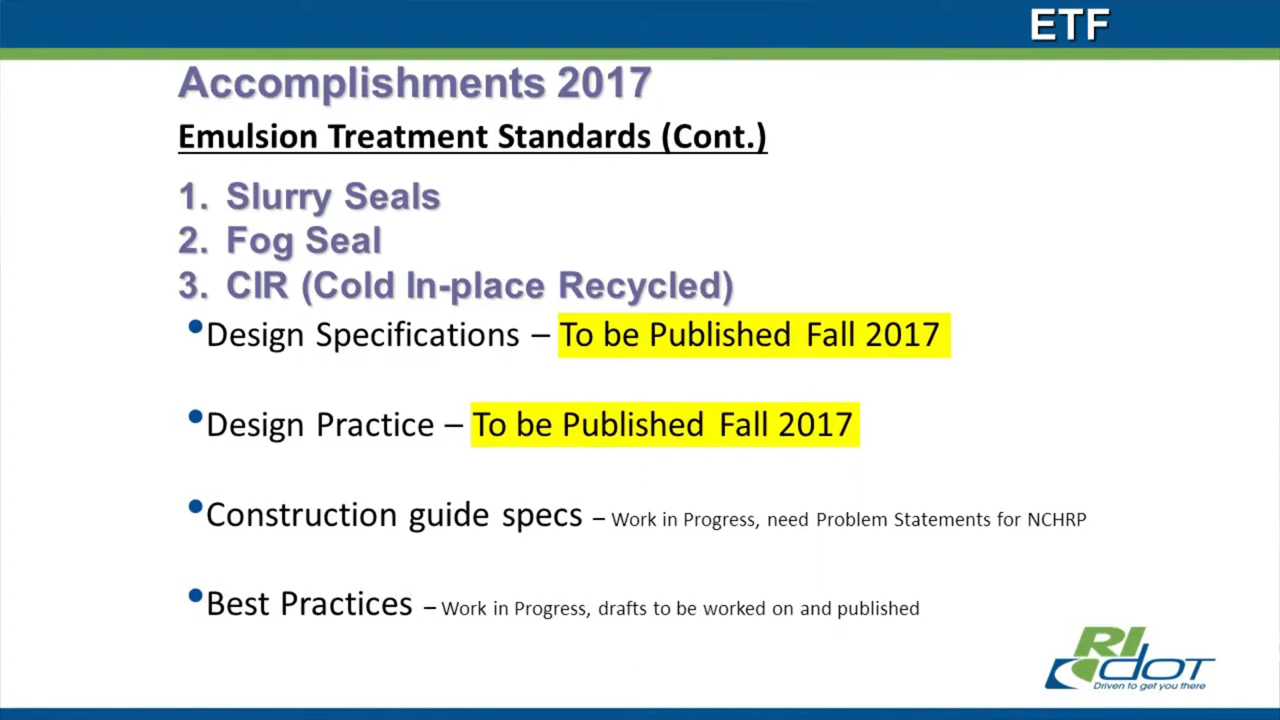 ETF
Accomplishments 2017
Emulsion Treatment Standards (Cont.)
1. Slurry Seals
2. Fog Seal
3. CIR (Cold In-place Recycled)
•Design Specifications – To be Published Fall 2017
•Design Practice – To be Published Fall 2017
•Construction guide specs – Work in Progress, need Problem Statements for NCHRP
•Best Practices – Work in Progress, drafts to be worked on and published
RI
DOT
Driven to get you there